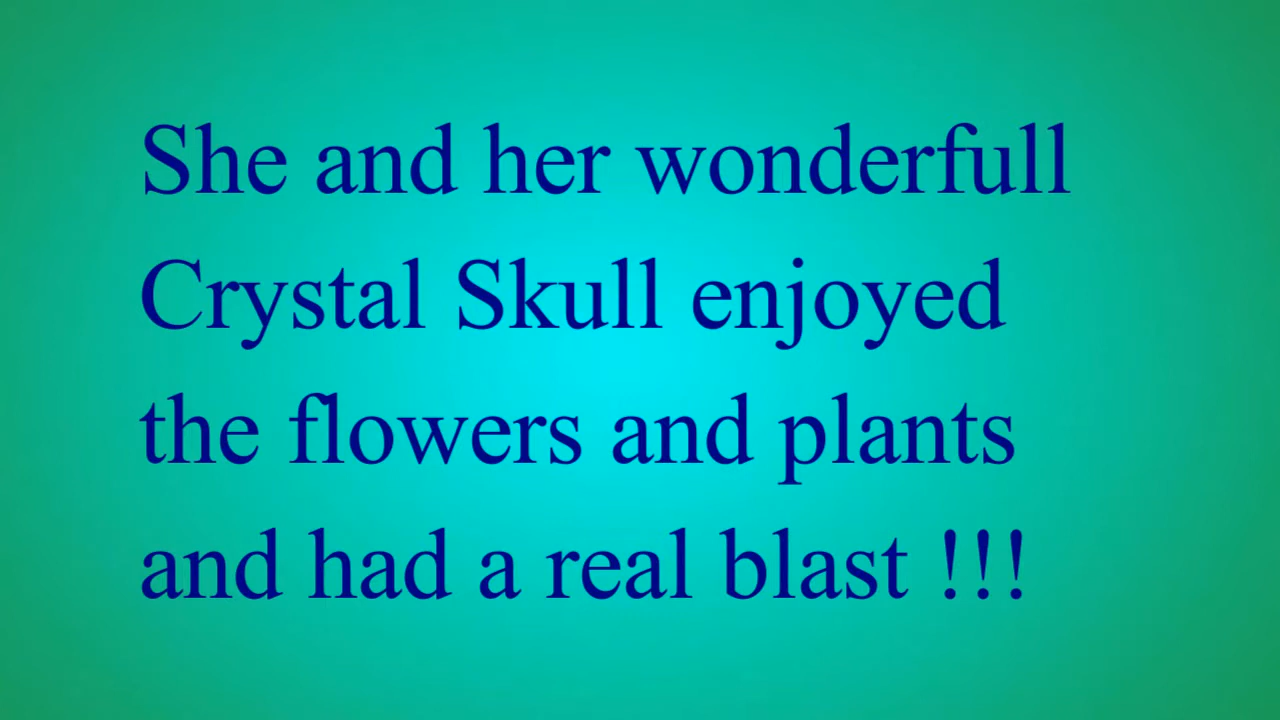 She and her wonderfull
Crystal Skull enjoyed
the flowers and plants
and had a real blast !!!